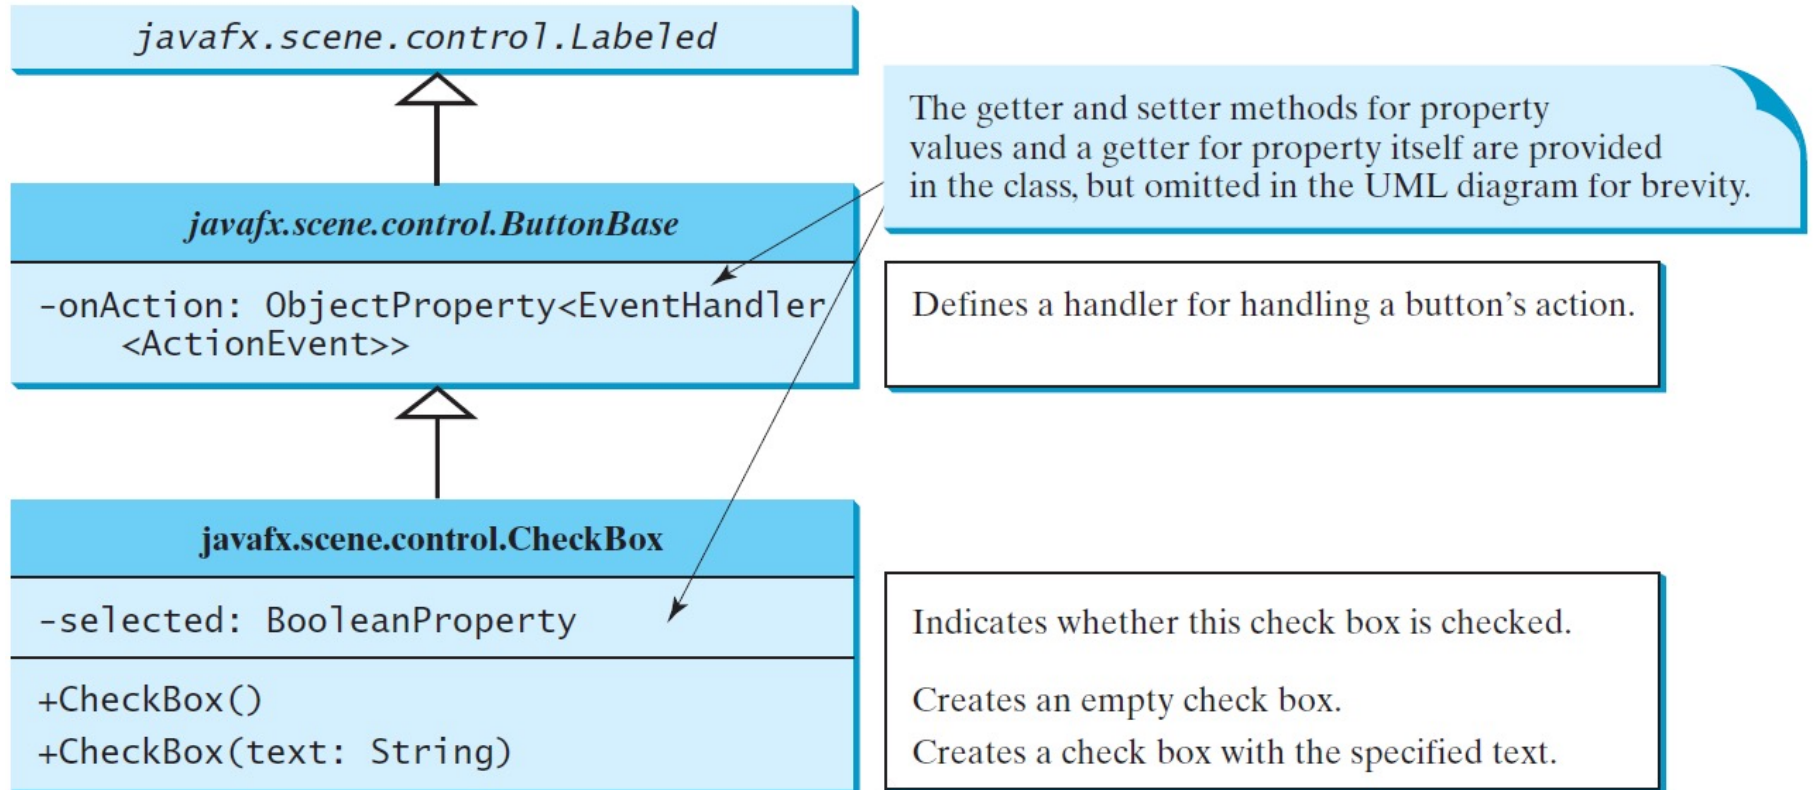 javafx.scene.control.Labeled
The getter and setter methods for property
values and a getter for property itself are provided
in the class, but omitted in the UML diagram for brevity.
javafx.scene.control.ButtonBase
-onAction: ObjectProperty<EventHandler
<ActionEvent>>
Defines a handler for handling a button’s action.
javafx.scene.control.CheckBox
-selected: BooleanProperty
Indicates whether this check box is checked.
+CheckBox()
Creates an empty check box.
+CheckBox(text: String)
Creates a check box with the specified text.